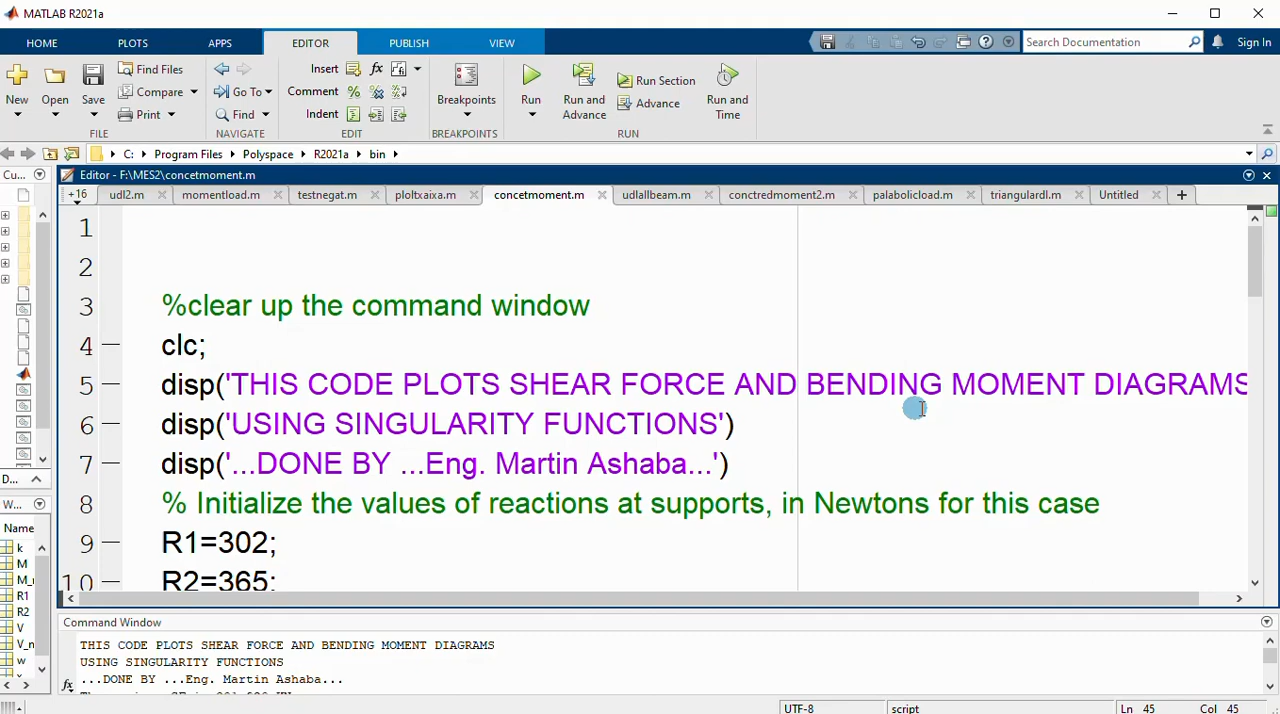 MATLAB R2021a
HOME PLOTS APPS EDITOR PUBLISH VIEW Search Documentation Sign In
New Open Save Find Files Compare Print Go To Find Insert fx Comment Indent Breakpoints Run Run and Advance Run Section Advance Run and Time
FILE NAVIGATE EDIT BREAKPOINTS RUN
C: Program Files Polyspace R2021a bin
Cu... Editor - F:\MES2\concetmoment.m
+16 udl2.m momentload.m testnegat.m ploltxaixa.m concetmoment.m udlallbeam.m conctredmoment2.m palabolicload.m triangulardl.m Untitled
1
2
3 %clear up the command window
4 clc;
5 disp('THIS CODE PLOTS SHEAR FORCE AND BENDING MOMENT DIAGRAMS
6 disp('USING SINGULARITY FUNCTIONS')
7 disp('...DONE BY ...Eng. Martin Ashaba...')
8 % Initialize the values of reactions at supports, in Newtons for this case
9 R1=302;
10 R2=365;
D...
W...
Name
k
M
M_
R1
R2
V
V_n
w
Command Window
THIS CODE PLOTS SHEAR FORCE AND BENDING MOMENT DIAGRAMS
USING SINGULARITY FUNCTIONS
...DONE BY ...Eng. Martin Ashaba...
fx
UTF-8 script Ln 45 Col 45